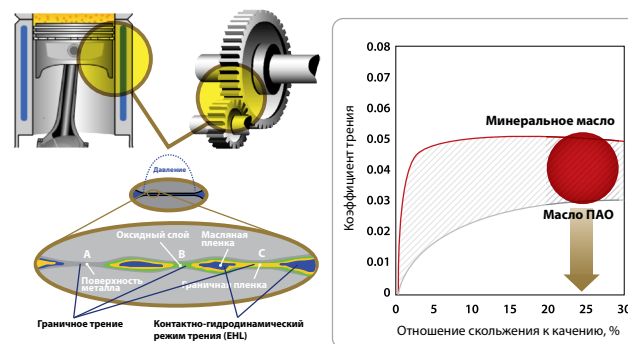 Давление
Оксидный слой
Масляная
пленка
A
B
C
Поверхность
металла
Граничная пленка
Граничное трение
Контактно-гидродинамический
режим трения (EHL)
Коэффициент трения
0.08
0.07
0.06
0.05
0.04
0.03
0.02
0.01
0
Минеральное масло
Масло ПАО
0
5
10
15
20
25
30
Отношение скольжения к качению, %